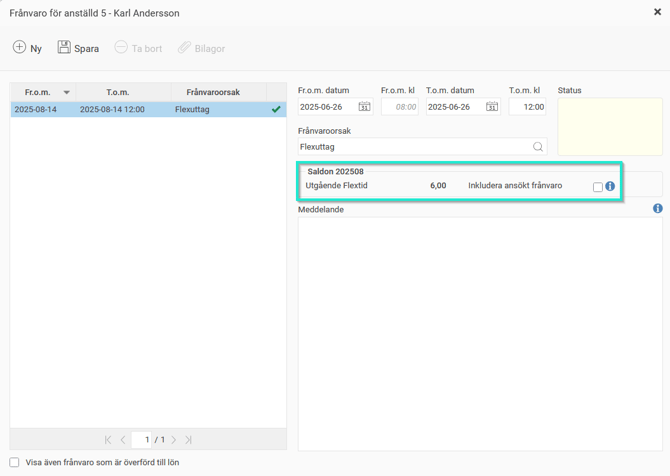 Frånvaro för anställd 5 - Karl Andersson
Ny Spara Ta bort Bilagor
Fr.o.m. T.o.m. Frånvaroorsak
2025-08-14 2025-08-14 12:00 Flexuttag
1 / 1
Visa även frånvaro som är överförd till lön
Fr.o.m. datum Fr.o.m. kl T.o.m. datum T.o.m. kl Status
2025-06-26 31 08:00 2025-06-26 31 12:00
Frånvaroorsak
Flexuttag
Saldon 202508
Utgående Flextid 6,00 Inkludera ansökt frånvaro
Meddelande